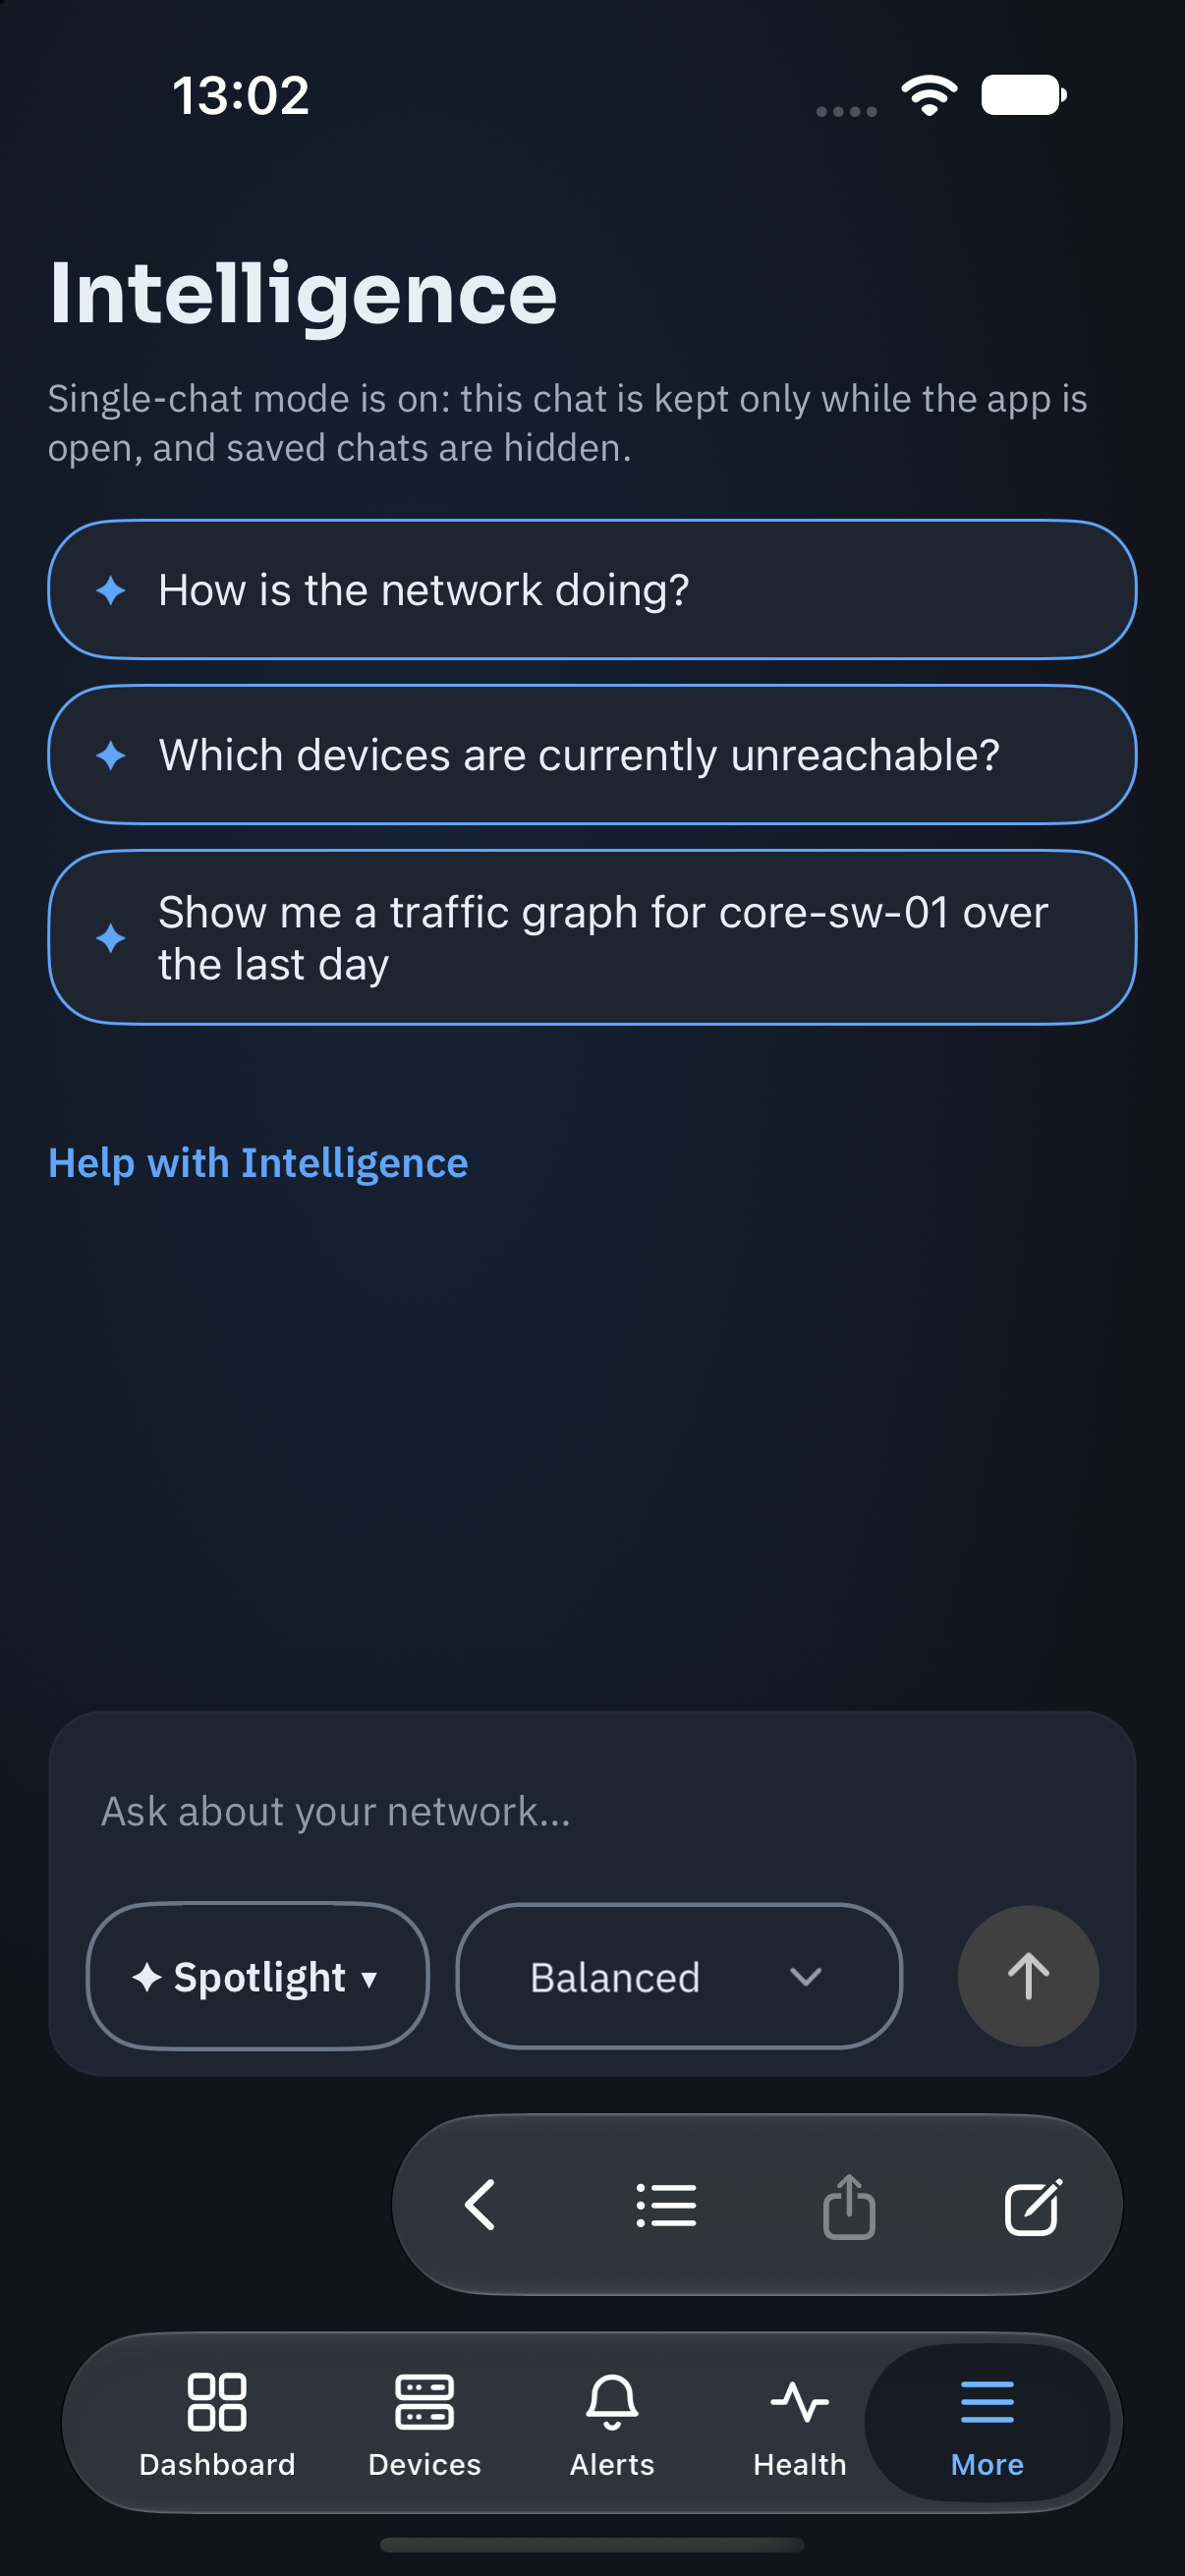 13:02
Intelligence
Single-chat mode is on: this chat is kept only while the app is
open, and saved chats are hidden.
How is the network doing?
Which devices are currently unreachable?
Show me a traffic graph for core-sw-01 over
the last day
Help with Intelligence
Ask about your network...
Spotlight
Balanced
Dashboard
Devices
Alerts
Health
More